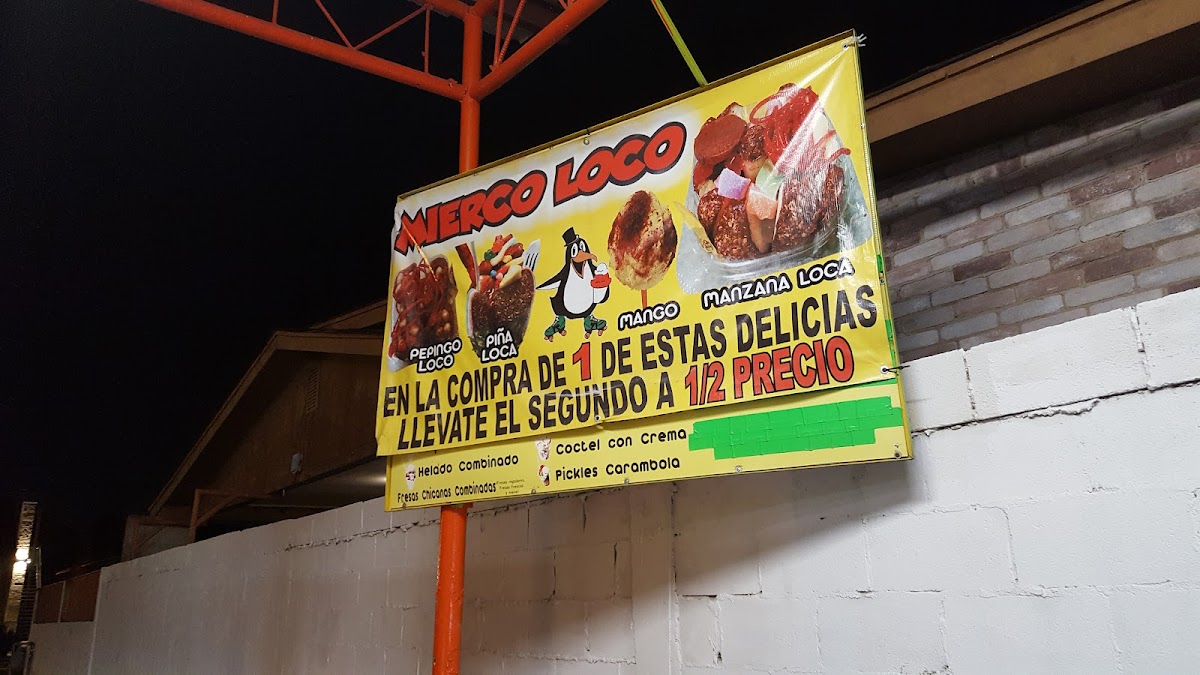 MIERCO LOCO
PEPINGO
LOCO
PIÑA
LOCA
MANGO
MANZANA LOCA
EN LA COMPRA DE 1 DE ESTAS DELICIAS
LLEVATE EL SEGUNDO A 1/2 PRECIO
Helado Combinado
Coctel con Crema
Fresas Chicanas Combinadas
Pickles Carambola